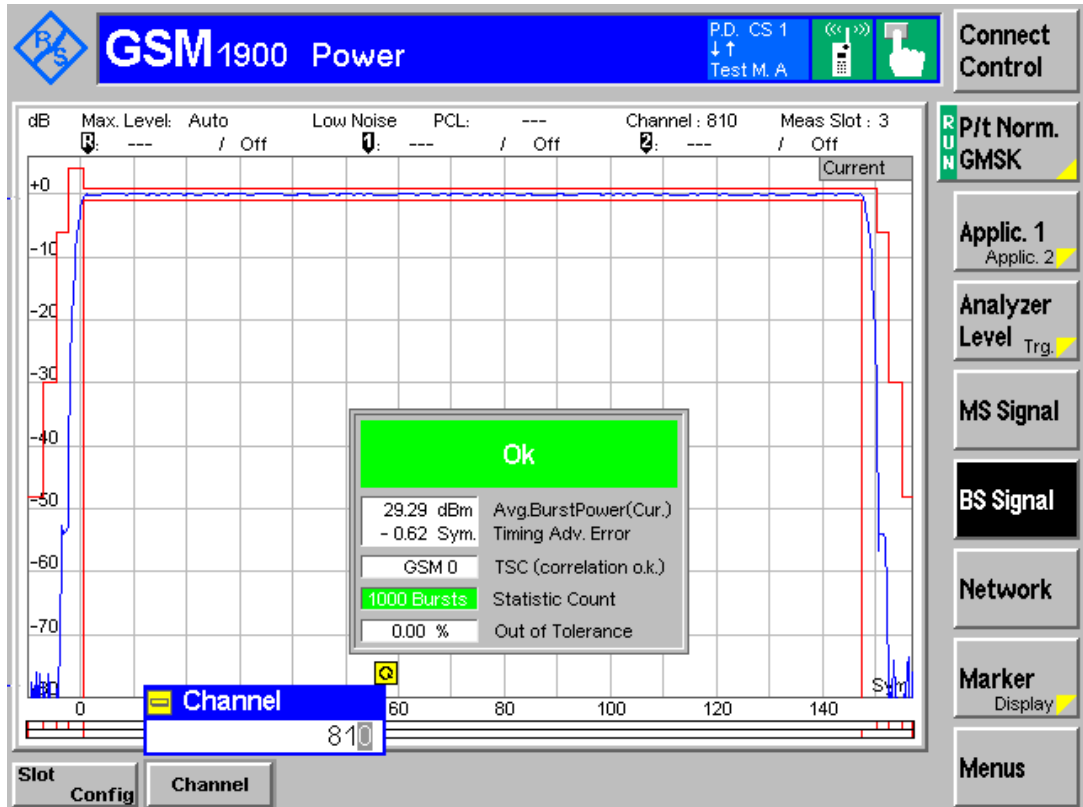 R/S
GSM 1900 Power
P.D. CS 1
↓↑
Test M. A
Connect
Control
dB Max. Level: Auto Low Noise PCL: --- Channel : 810 Meas Slot : 3
R: --- / Off 1: --- / Off 2: --- / Off
Current
+0
-10
-20
-30
-40
-50
-60
-70
-80
Ok
29.29 dBm Avg.BurstPower(Cur.)
- 0.62 Sym. Timing Adv. Error
GSM 0 TSC (correlation o.k.)
1000 Bursts Statistic Count
0.00 % Out of Tolerance
Sym
0 60 80 100 120 140
Channel
810
Slot
Config
Channel
RUN
P/t Norm.
GMSK
Applic. 1
Applic. 2
Analyzer
Level Trg.
MS Signal
BS Signal
Network
Marker
Display
Menus